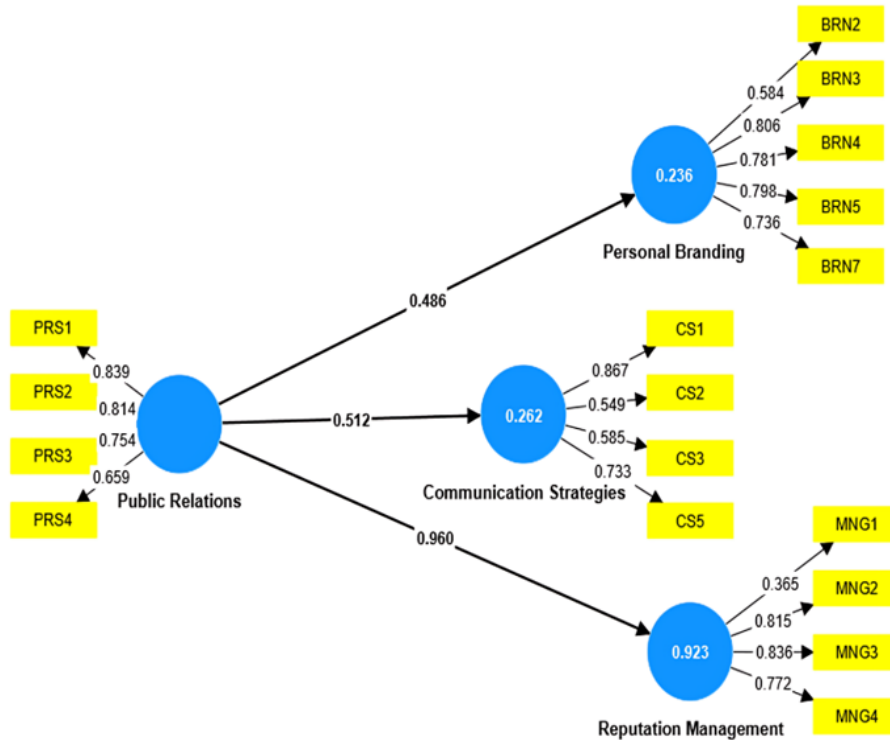 BRN2
BRN3
BRN4
BRN5
BRN7
0.584
0.806
0.781
0.798
0.736
0.236
Personal Branding
0.486
PRS1
PRS2
PRS3
PRS4
0.839
0.814
0.754
0.659
Public Relations
0.512
CS1
CS2
CS3
CS5
0.867
0.549
0.585
0.733
0.262
Communication Strategies
0.960
MNG1
MNG2
MNG3
MNG4
0.365
0.815
0.836
0.772
0.923
Reputation Management